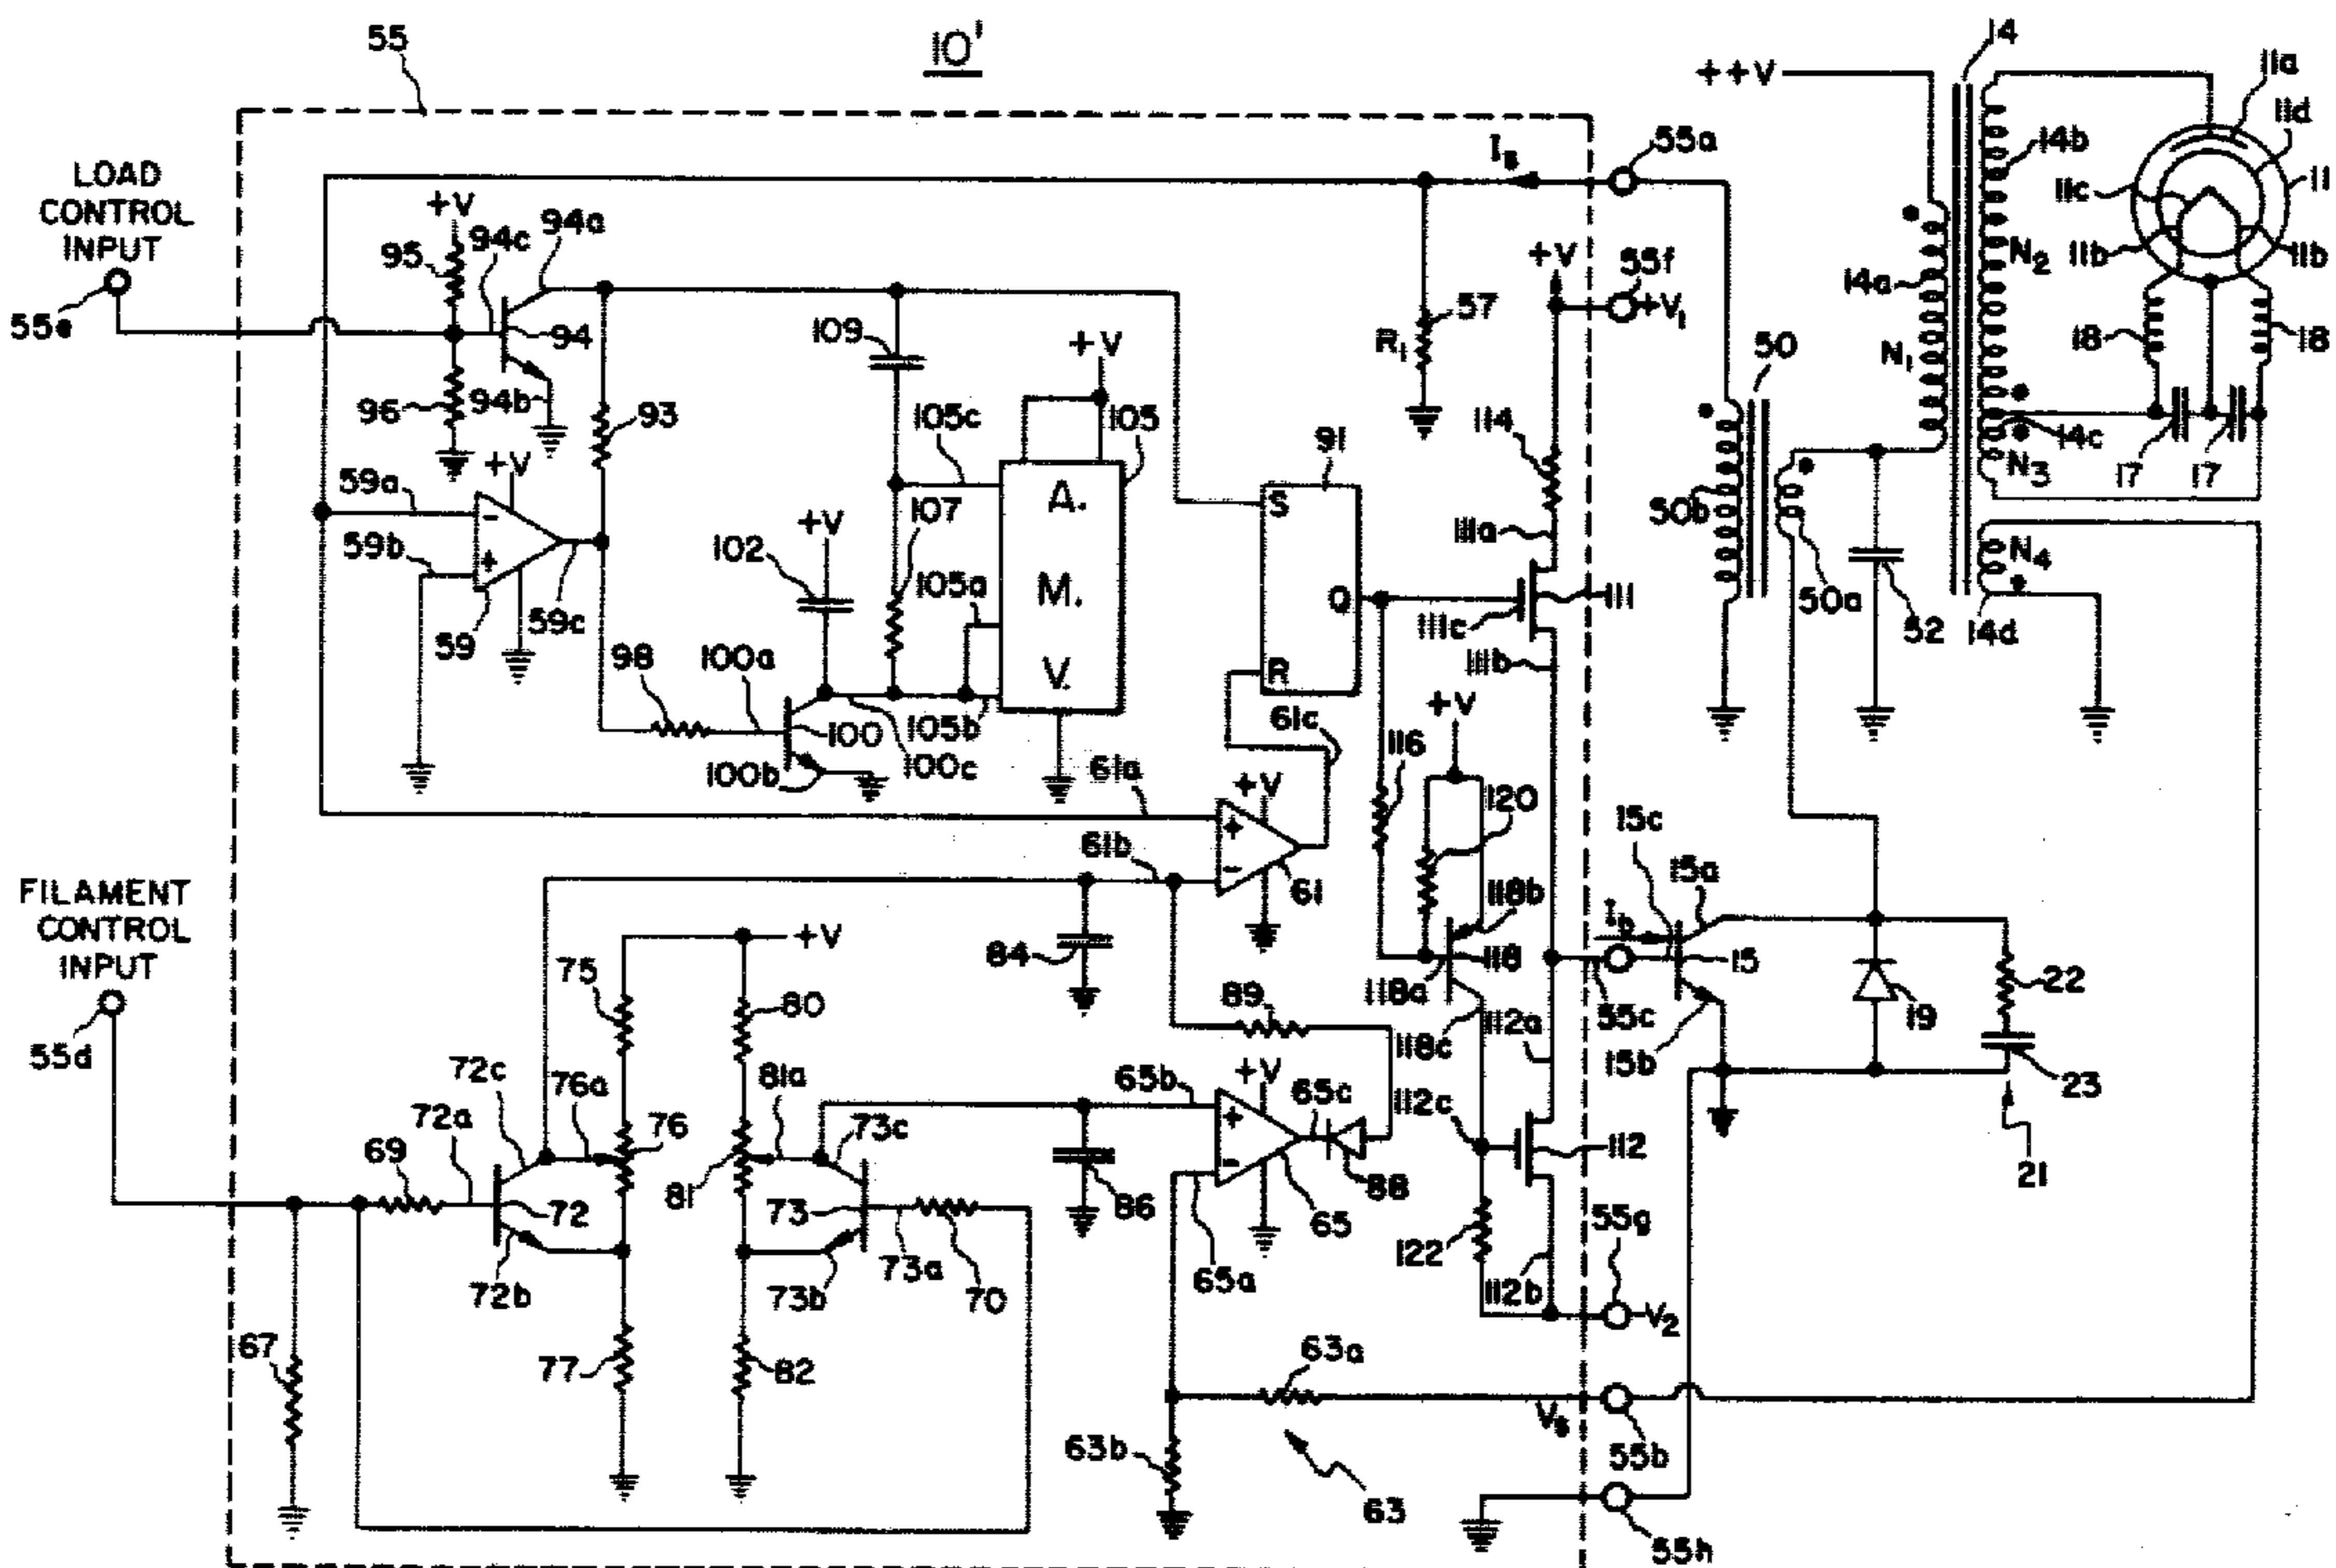 10'
55
14
++V
11a
11d
14b
11
11c
11b
11b
N2
14a
N1
18
18
14c
17
17
N3
N4
14d
LOAD
CONTROL
INPUT
55e
+V
95
94c
94a
94
96
94b
93
Is
55a
+V
55f
+V1
57
R1
109
+V
105c
105
A.
M.
V.
107
105a
105b
+V
102
59a
59b
+V
-
+
59
59c
98
100a
100
100b
100c
91
S
Q
R
114
111a
111
111c
111b
50
50b
50a
52
61a
61b
61c
+V
+
-
61
116
+V
120
118b
118
118a
118c
112a
112c
112
112b
122
15c
15a
Ib
15
55c
15b
19
22
23
21
FILAMENT
CONTROL
INPUT
55d
84
+V
75
80
89
72c
76a
81a
73c
65b
+V
65c
+
-
72a
69
76
72
81
73
86
65
88
65a
72b
73b
73a
70
67
77
82
55g
-V2
63a
Vs
63b
63
55b
55h